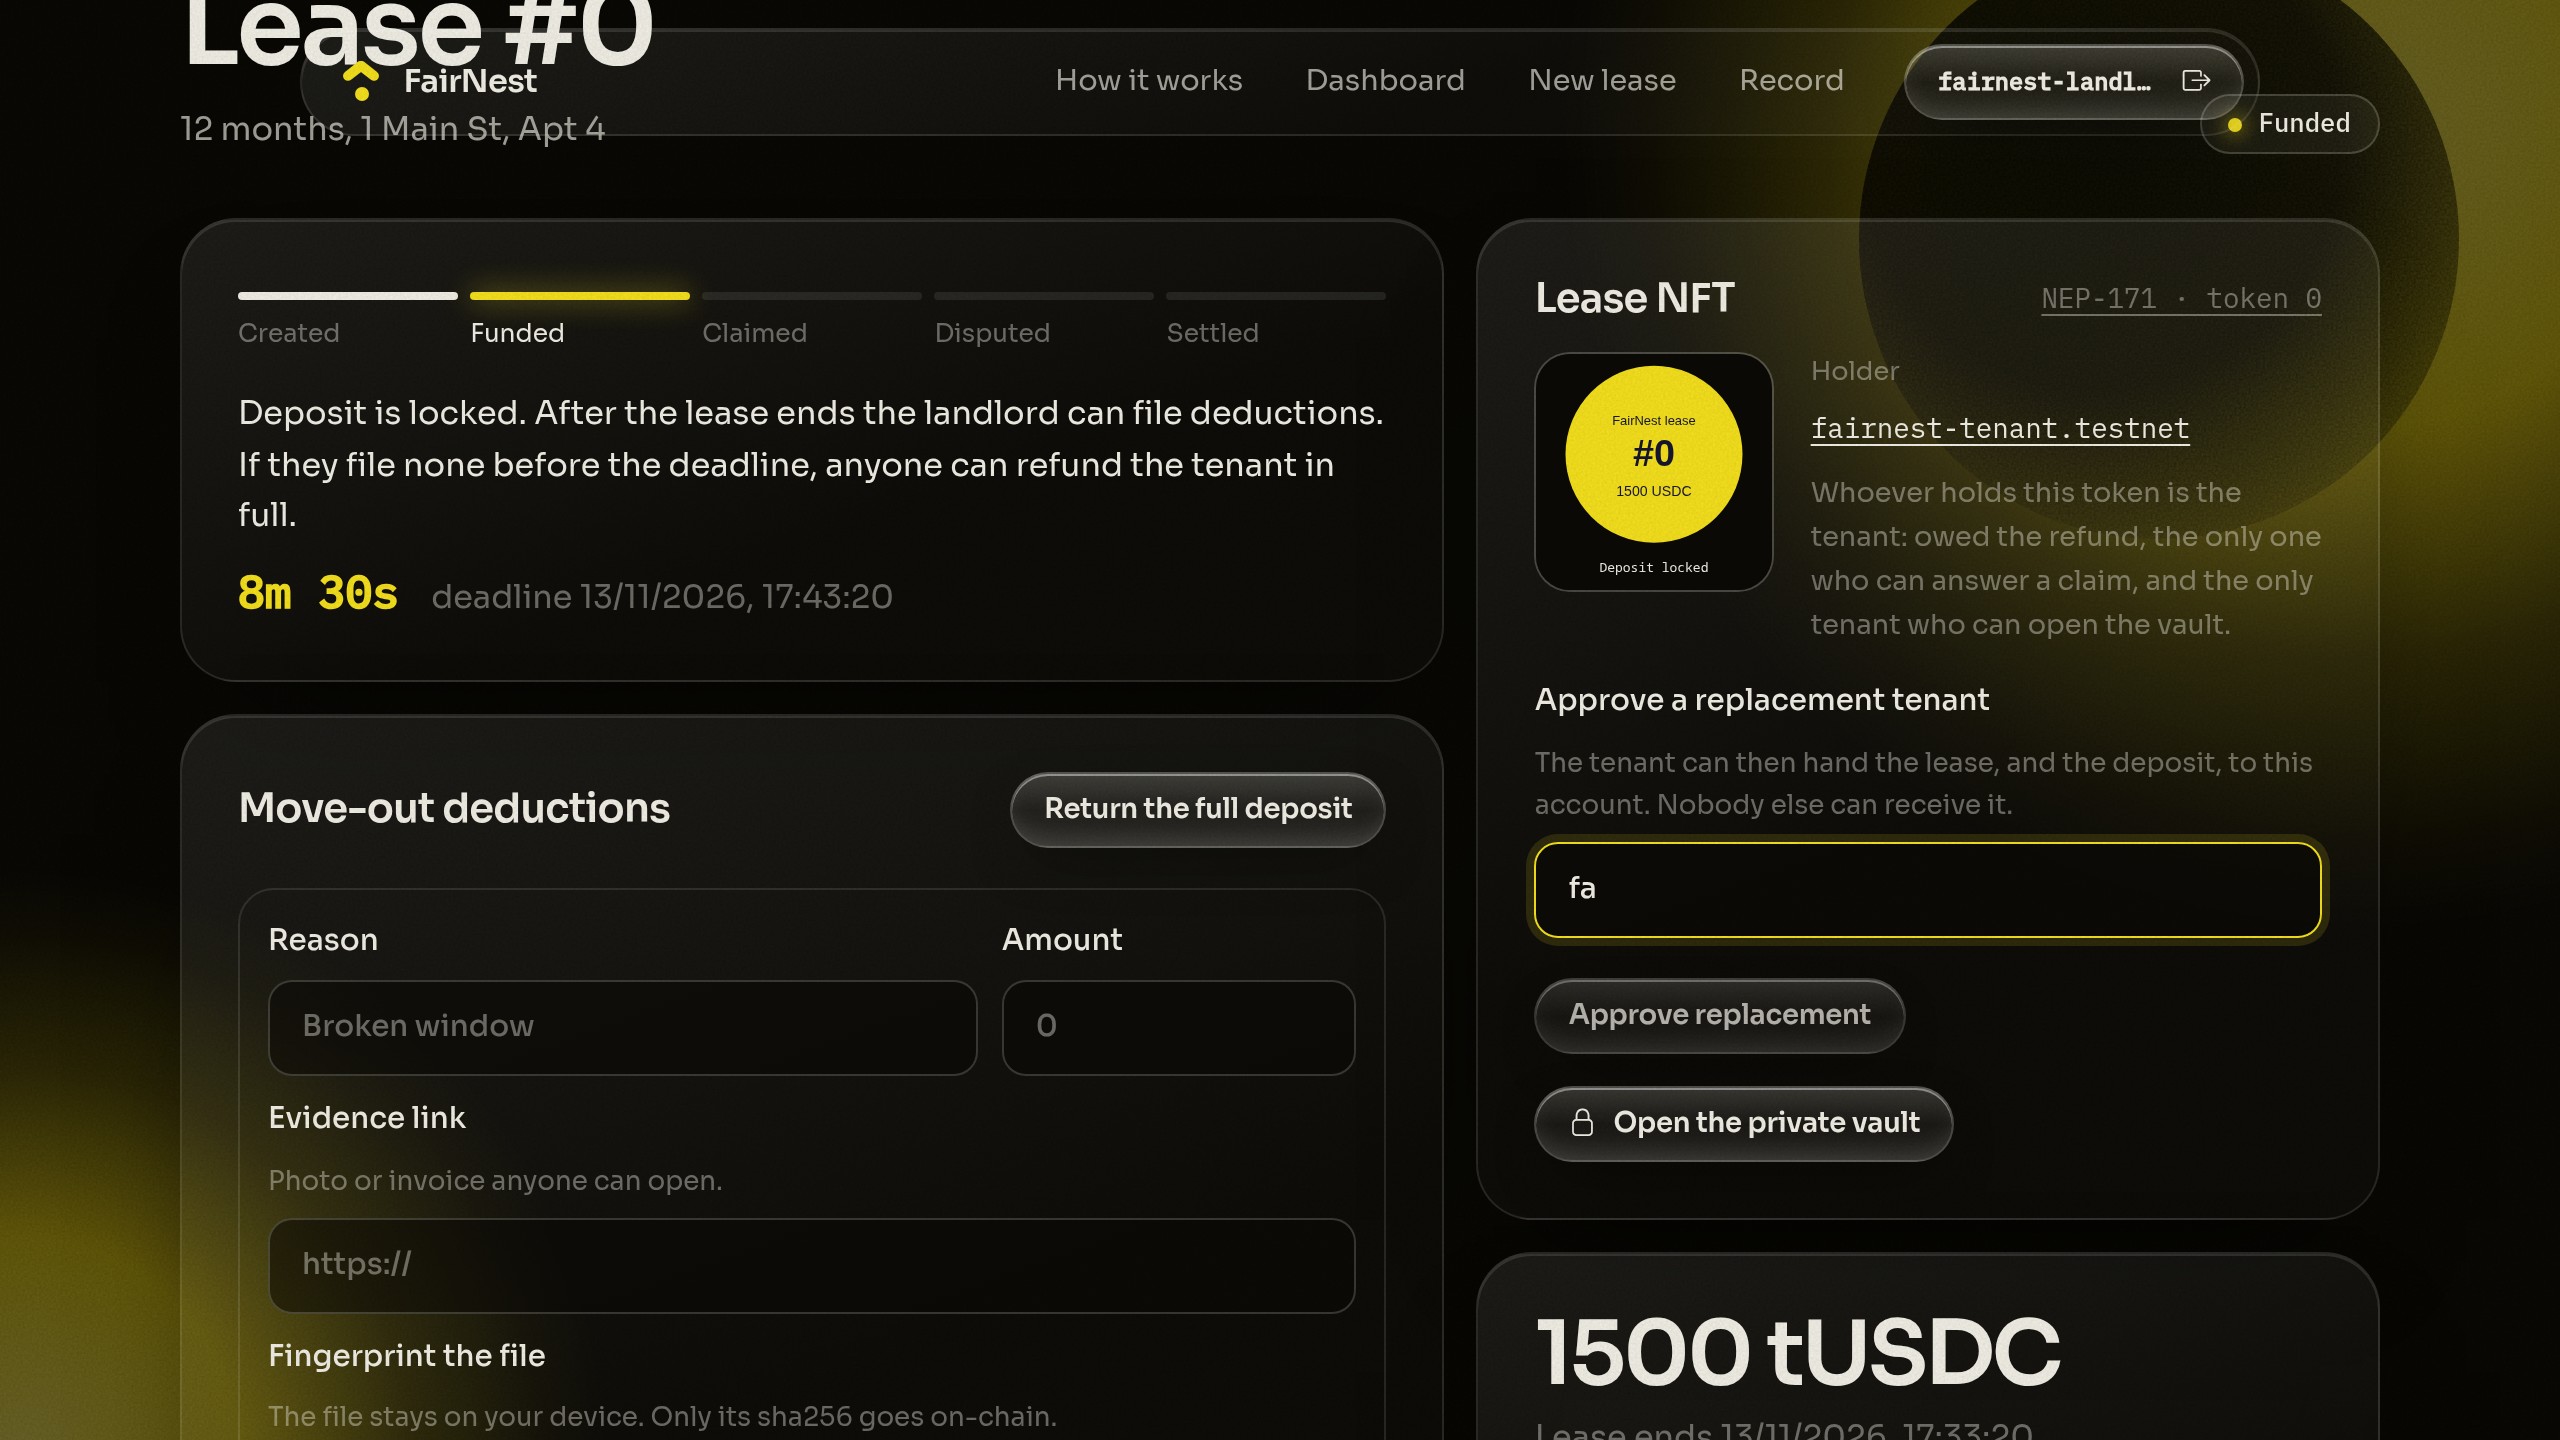 Lease #0
FairNest
How it works
Dashboard
New lease
Record
fairnest-landl…
12 months, 1 Main St, Apt 4
Funded
Created
Funded
Claimed
Disputed
Settled
Deposit is locked. After the lease ends the landlord can file deductions.
If they file none before the deadline, anyone can refund the tenant in
full.
8m 30s
deadline 13/11/2026, 17:43:20
Move-out deductions
Return the full deposit
Reason
Amount
Broken window
0
Evidence link
Photo or invoice anyone can open.
https://
Fingerprint the file
The file stays on your device. Only its sha256 goes on-chain.
Lease NFT
NEP-171 · token 0
FairNest lease
#0
1500 USDC
Deposit locked
Holder
fairnest-tenant.testnet
Whoever holds this token is the
tenant: owed the refund, the only one
who can answer a claim, and the only
tenant who can open the vault.
Approve a replacement tenant
The tenant can then hand the lease, and the deposit, to this
account. Nobody else can receive it.
fa
Approve replacement
Open the private vault
1500 tUSDC
Lease ends 13/11/2026, 17:33:20